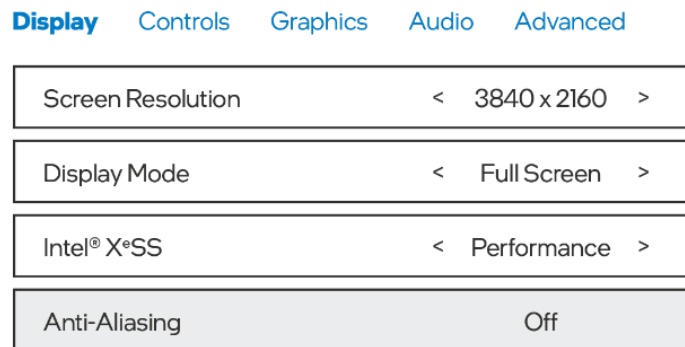 Display Controls Graphics Audio Advanced
Screen Resolution < 3840 x 2160 >
Display Mode < Full Screen >
Intel® XᵉSS < Performance >
Anti-Aliasing Off